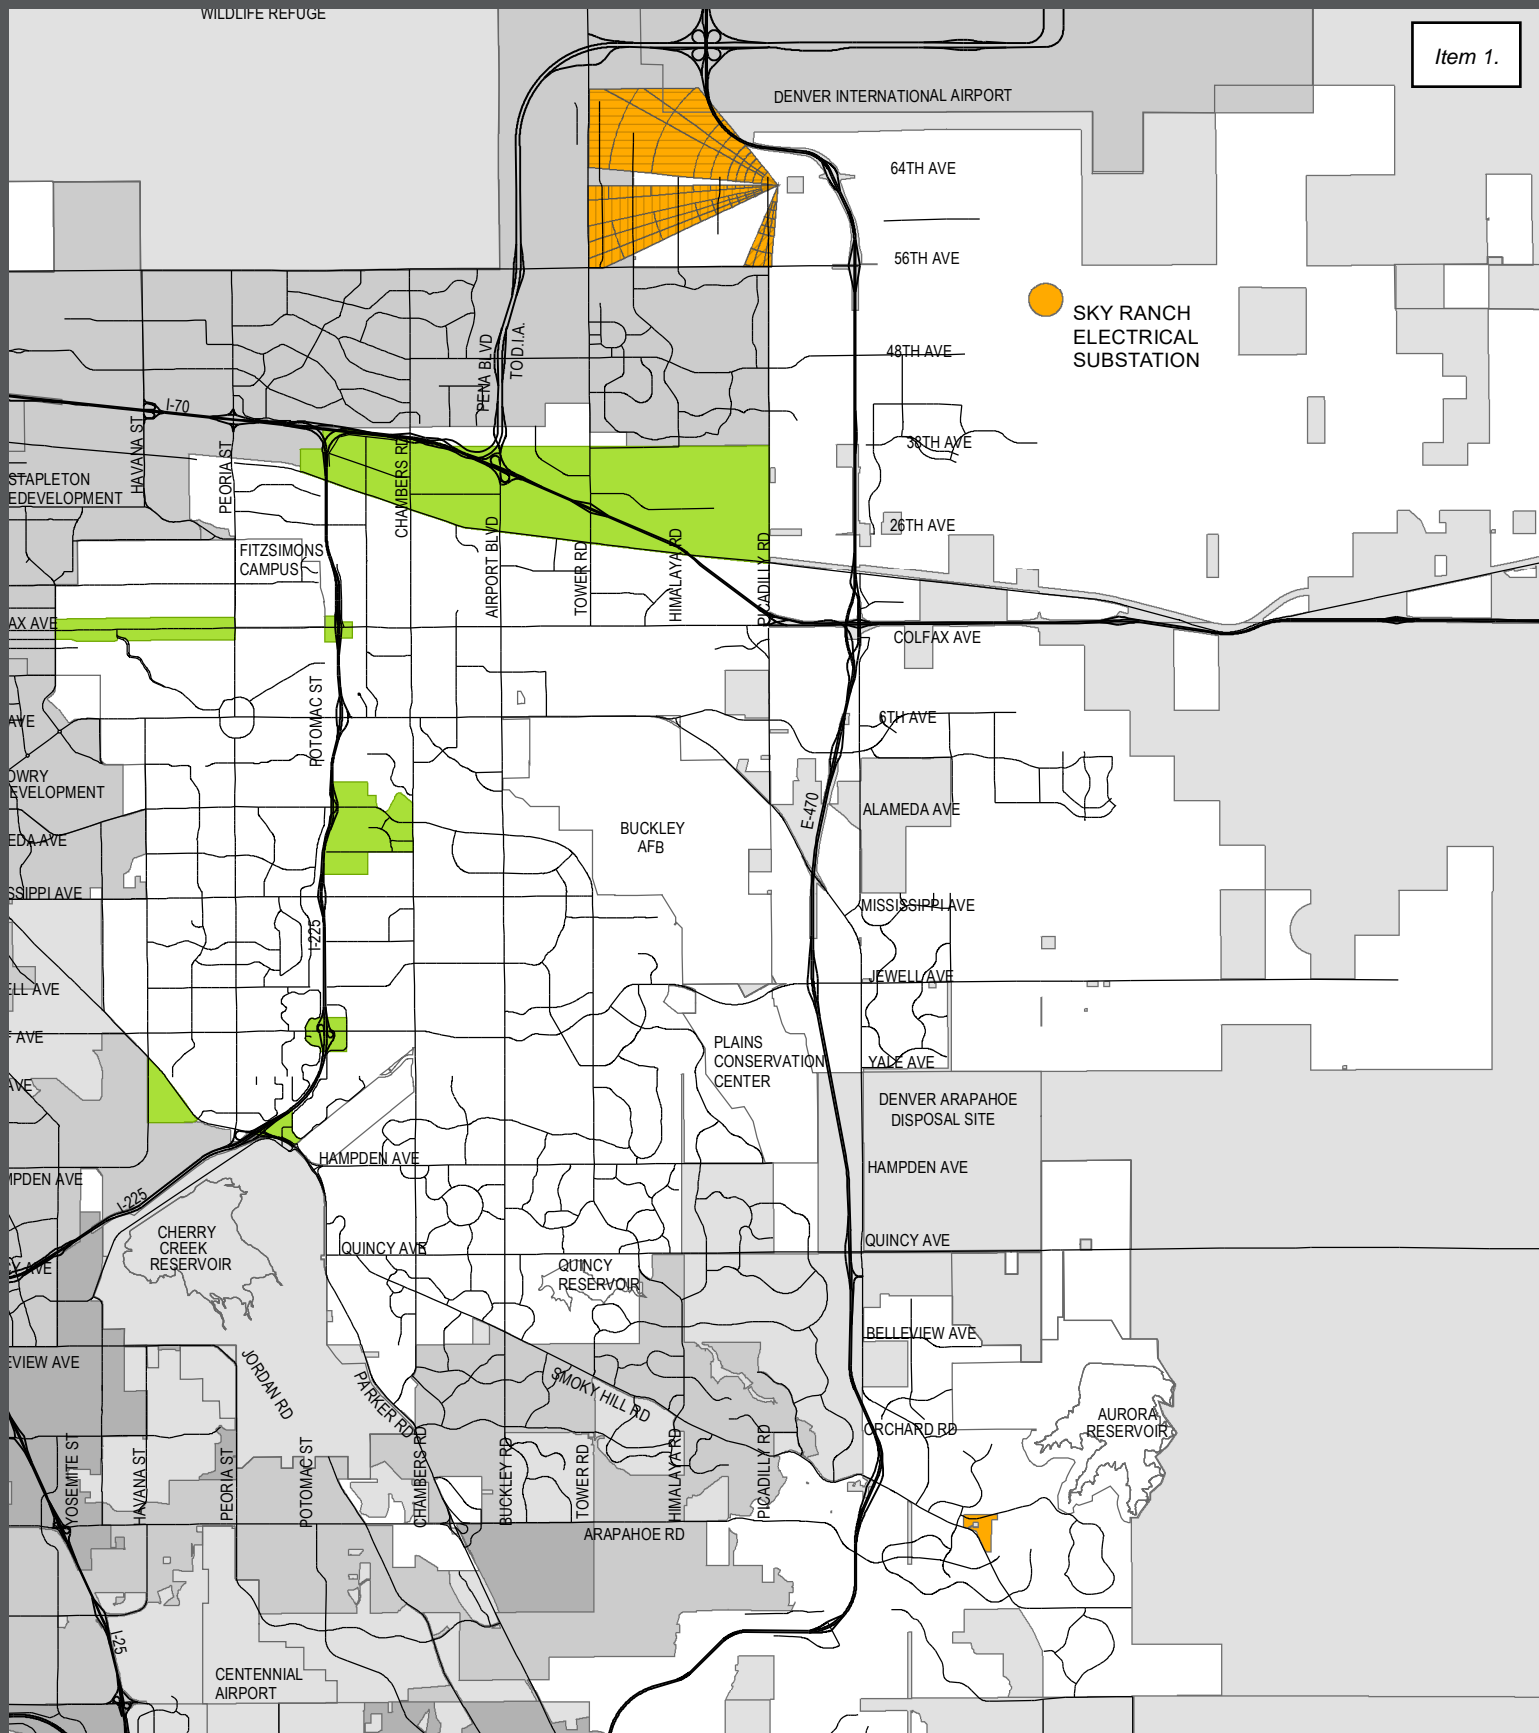 WILDLIFE REFUGE
Item 1.
DENVER INTERNATIONAL AIRPORT
64TH AVE
56TH AVE
SKY RANCH
ELECTRICAL
SUBSTATION
48TH AVE
PENA BLVD
TO D.I.A.
I-70
38TH AVE
HAVANA ST
PEORIA ST
CHAMBERS RD
STAPLETON
EDEVELOPMENT
26TH AVE
FITZSIMONS
CAMPUS
AIRPORT BLVD
TOWER RD
HIMALAYA RD
PICADILLY RD
AX AVE
COLFAX AVE
POTOMAC ST
AVE
6TH AVE
OWRY
EVELOPMENT
E-470
ALAMEDA AVE
BUCKLEY
AFB
EDA AVE
SSIPPI AVE
MISSISSIPPI AVE
I-225
JEWELL AVE
ELL AVE
F AVE
PLAINS
CONSERVATION
CENTER
YALE AVE
AVE
DENVER ARAPAHOE
DISPOSAL SITE
HAMPDEN AVE
HAMPDEN AVE
MPDEN AVE
I-225
CHERRY
CREEK
RESERVOIR
QUINCY AVE
QUINCY AVE
QUINCY
RESERVOIR
Y AVE
BELLEVIEW AVE
EVIEW AVE
JORDAN RD
PARKER RD
SMOKY HILL RD
ORCHARD RD
AURORA
RESERVOIR
YOSEMITE ST
HAVANA ST
PEORIA ST
POTOMAC ST
CHAMBERS RD
BUCKLEY RD
TOWER RD
HIMALAYA RD
PICADILLY RD
ARAPAHOE RD
I-25
CENTENNIAL
AIRPORT